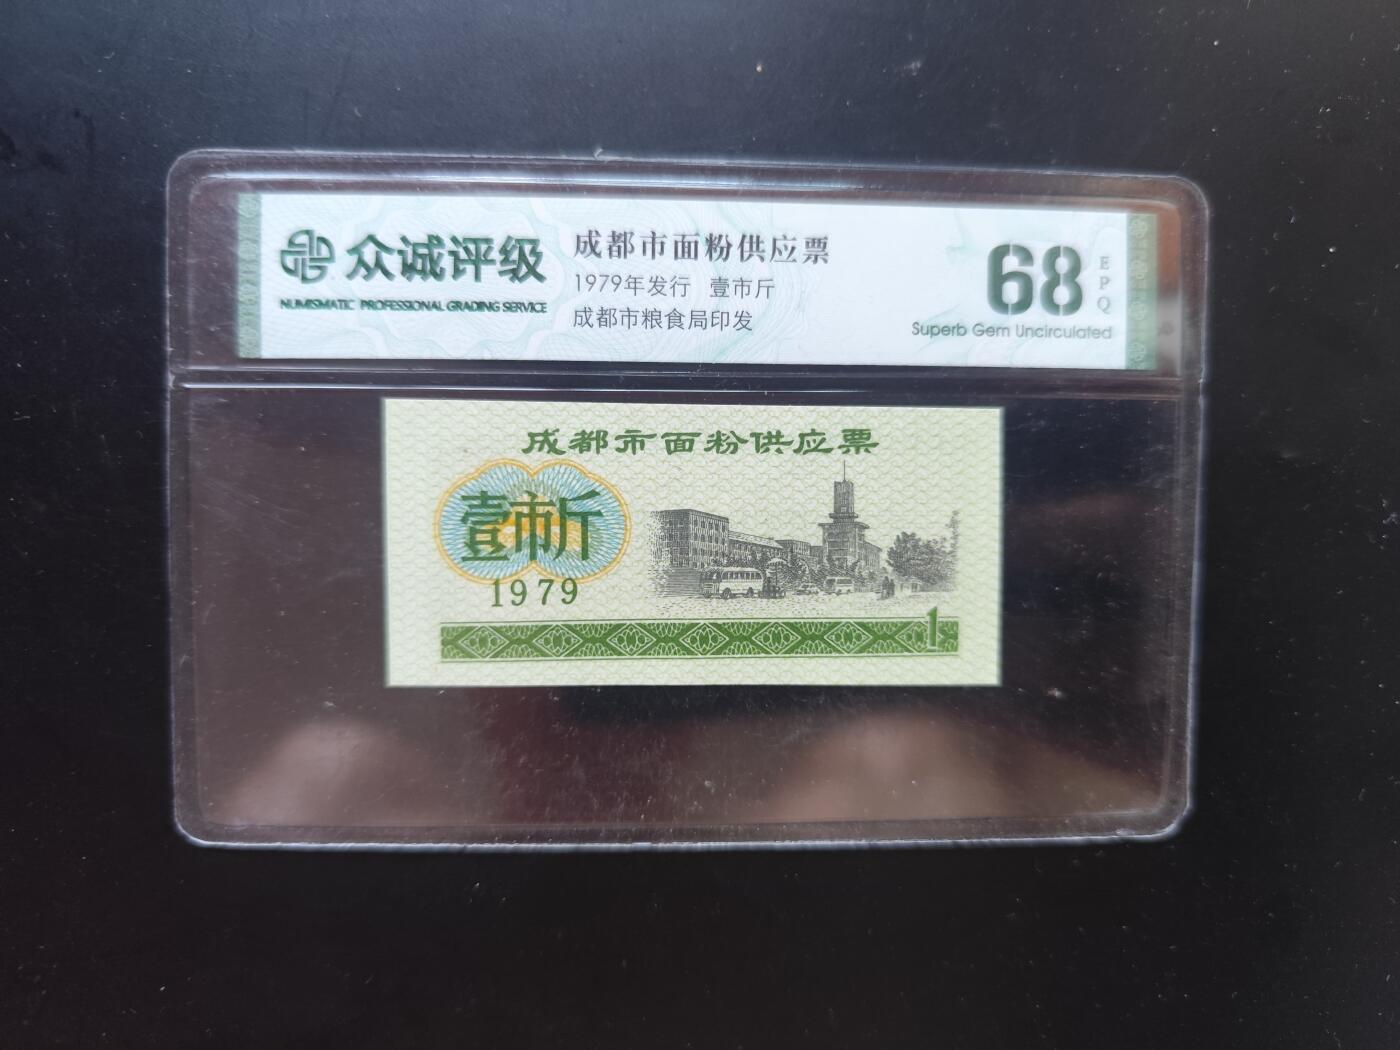 众诚评级
NUMISMATIC PROFESSIONAL GRADING SERVICE
成都市面粉供应票
1979年发行 壹市斤
成都市粮食局印发
68
EPQ
Superb Gem Uncirculated
成都市面粉供应票
壹市斤
1979
1